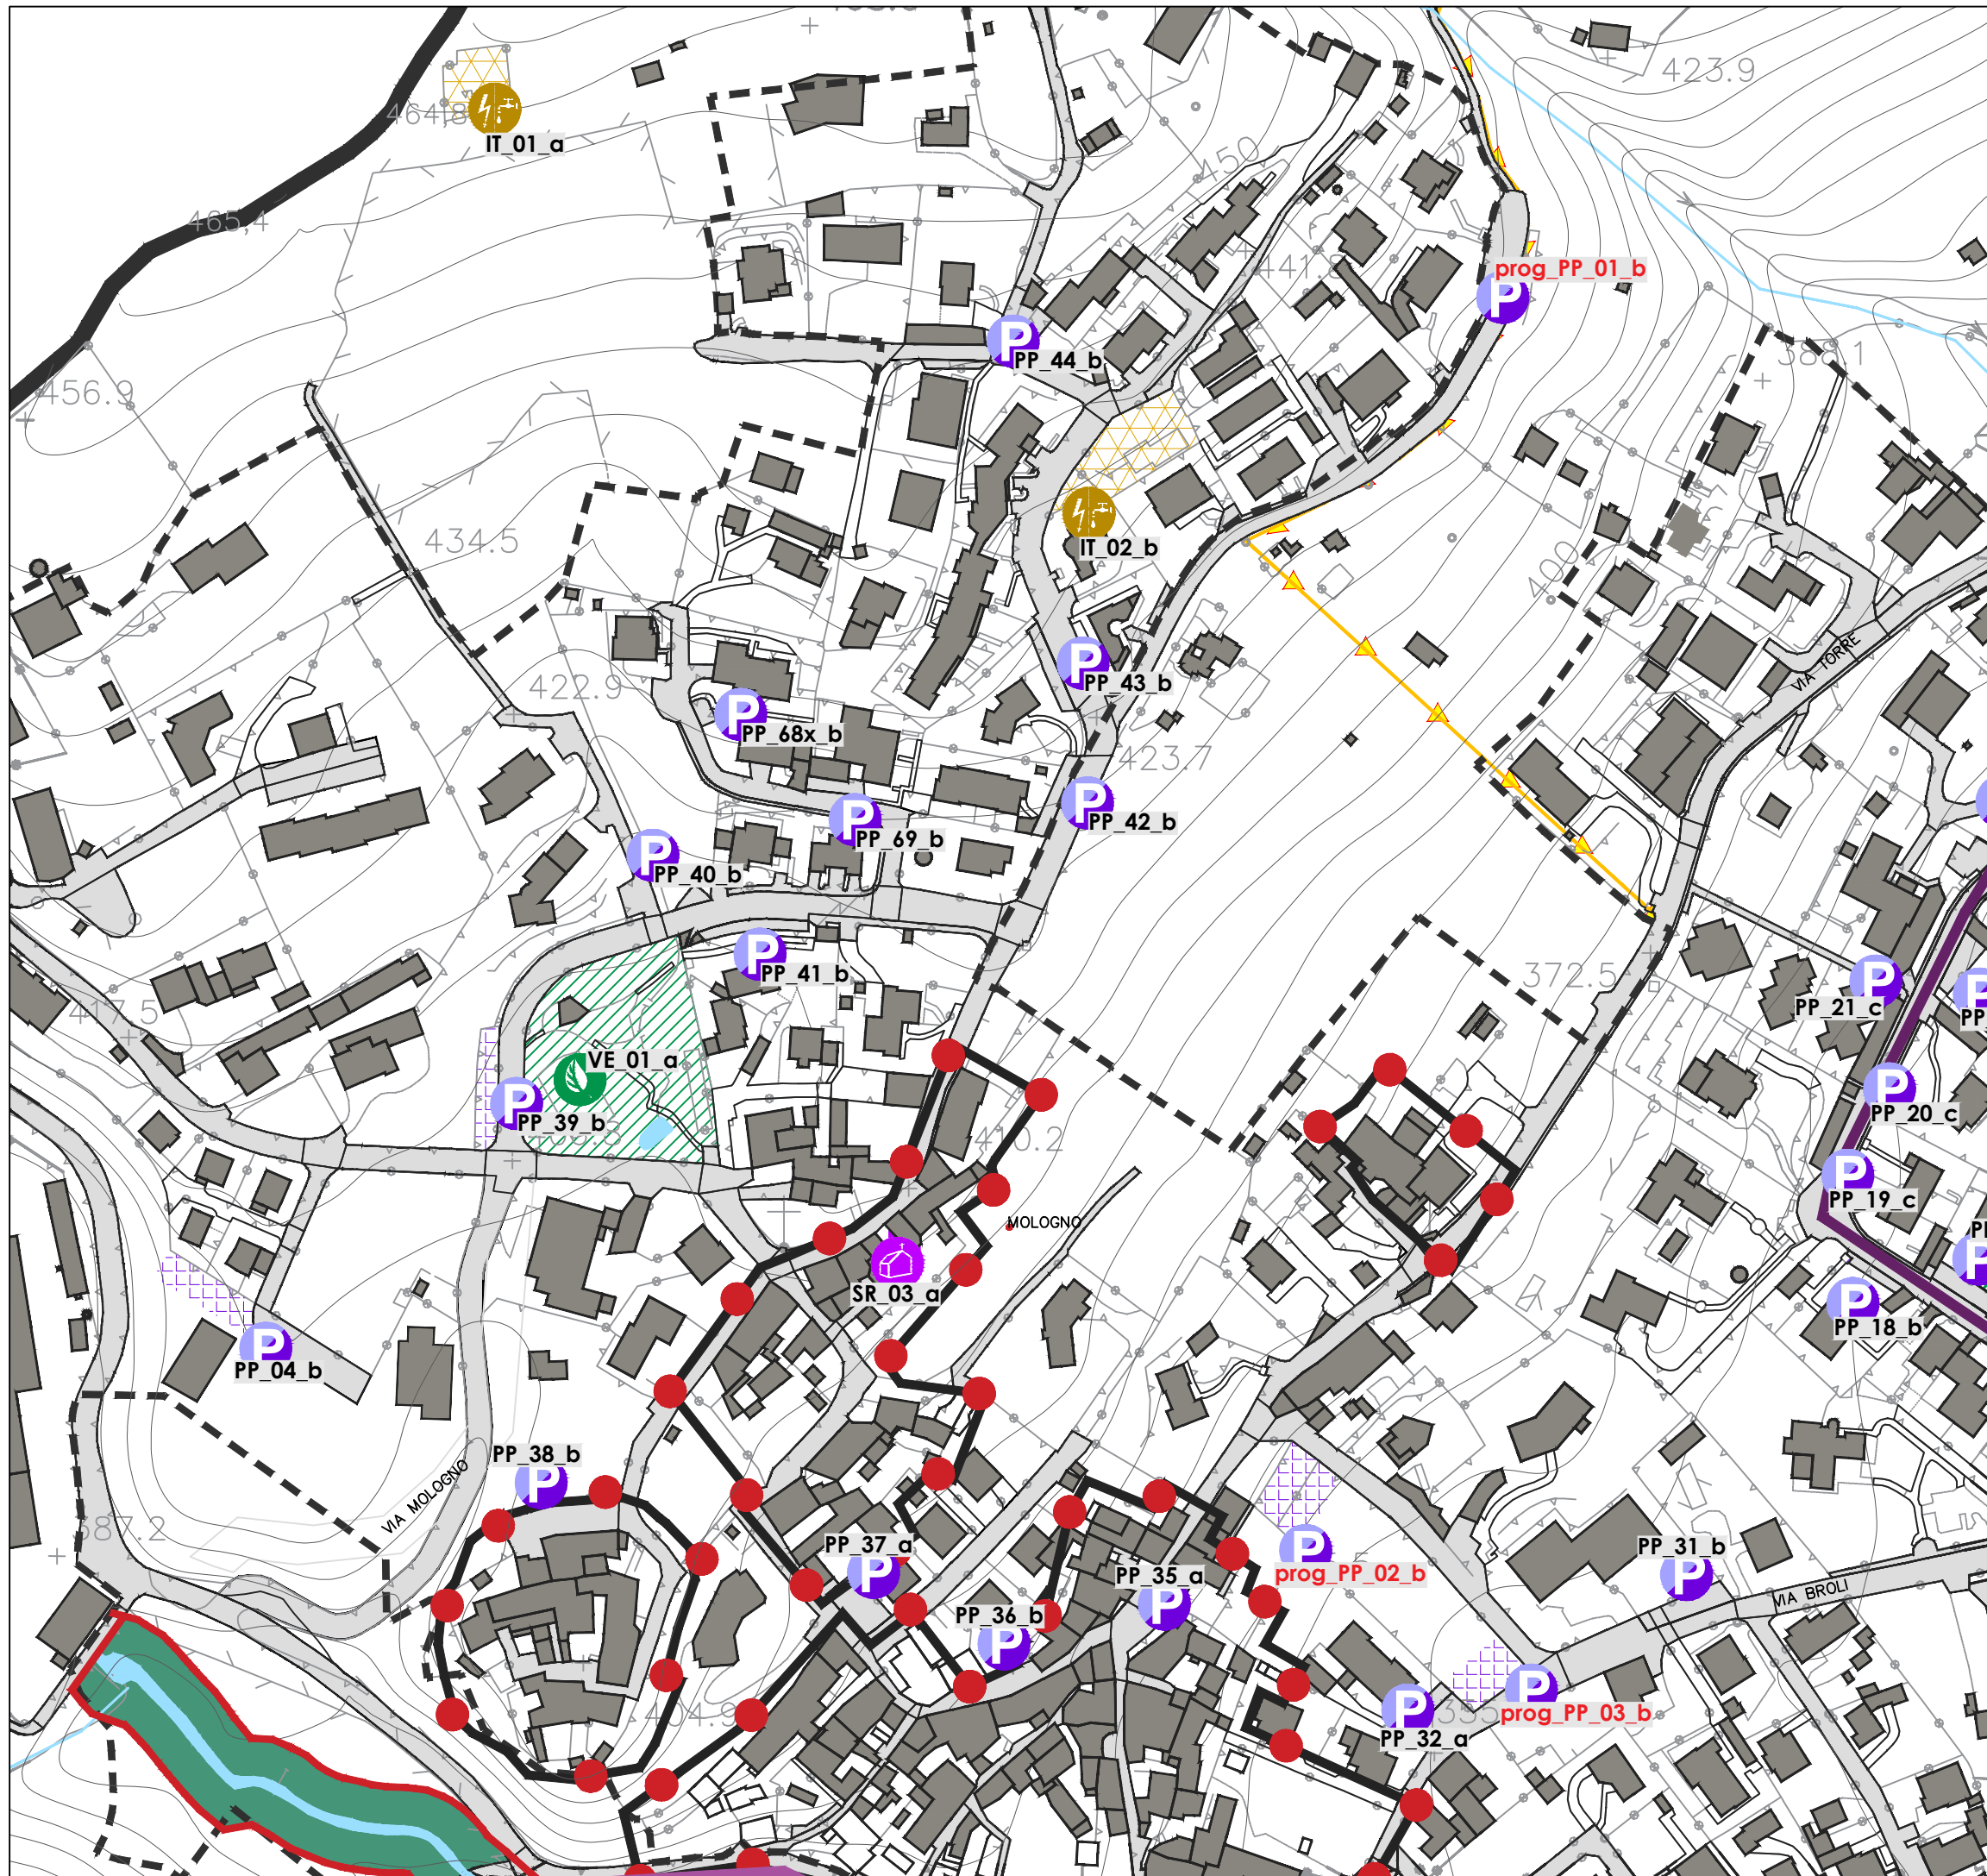 423.9
464,8
IT_01_a
450
465,4
441.8
prog_PP_01_b
388.1
PP_44_b
456.9
434.5
IT_02_b
400
VIA TORRE
422.9
PP_43_b
PP_68x_b
423.7
PP_42_b
PP_69_b
PP_40_b
PP_41_b
372.5
417.5
PP_21_c
VE_01_a
PP_39_b
PP_20_c
410.2
PP_19_c
MOLOGNO
SR_03_a
PP_18_b
PP_04_b
PP_38_b
VIA MOLOGNO
387.2
PP_37_a
PP_31_b
PP_35_a
prog_PP_02_b
VIA BROLI
PP_36_b
404.9
prog_PP_03_b
PP_32_a